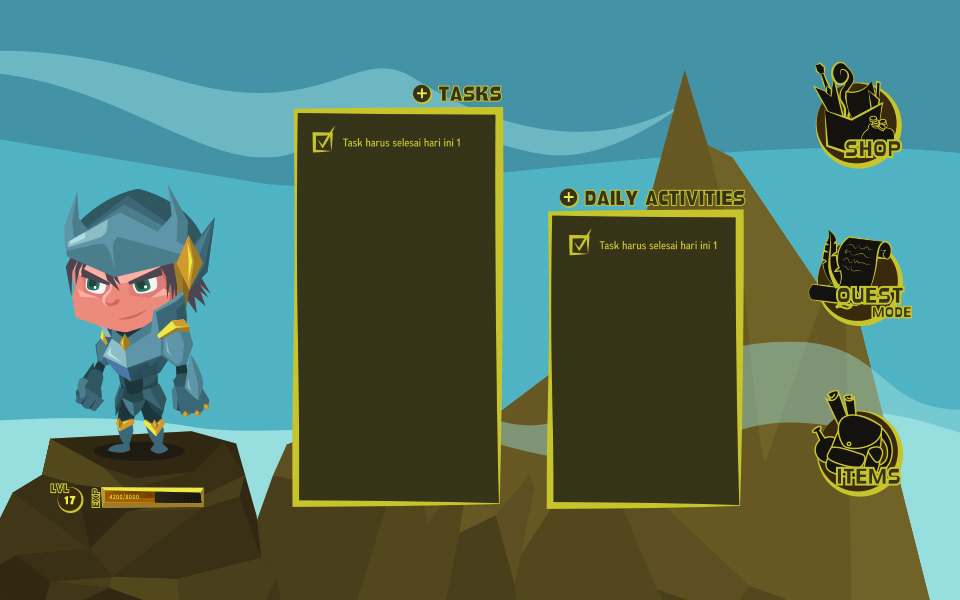 TASKS
Task harus selesai hari ini 1
DAILY ACTIVITIES
Task harus selesai hari ini 1
SHOP
QUEST
MODE
ITEMS
LVL
17
EXP
4200/8000